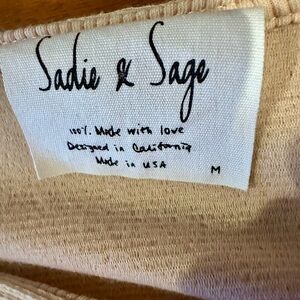 Sadie & Sage
100% Made with love
Designed in California
Made in USA
M